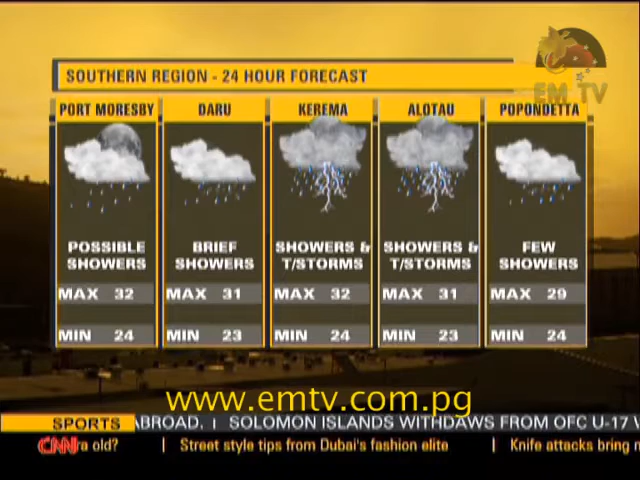 EM TV
SOUTHERN REGION - 24 HOUR FORECAST
PORT MORESBY DARU KEREMA ALOTAU POPONDETTA
POSSIBLE SHOWERS
BRIEF SHOWERS
SHOWERS & T/STORMS
SHOWERS & T/STORMS
FEW SHOWERS
MAX 32 MAX 31 MAX 32 MAX 31 MAX 29
MIN 24 MIN 23 MIN 24 MIN 23 MIN 24
www.emtv.com.pg
SPORTS ABROAD, | SOLOMON ISLANDS WITHDAWS FROM OFC U-17
CNN a old? | Street style tips from Dubai's fashion elite | Knife attacks bring